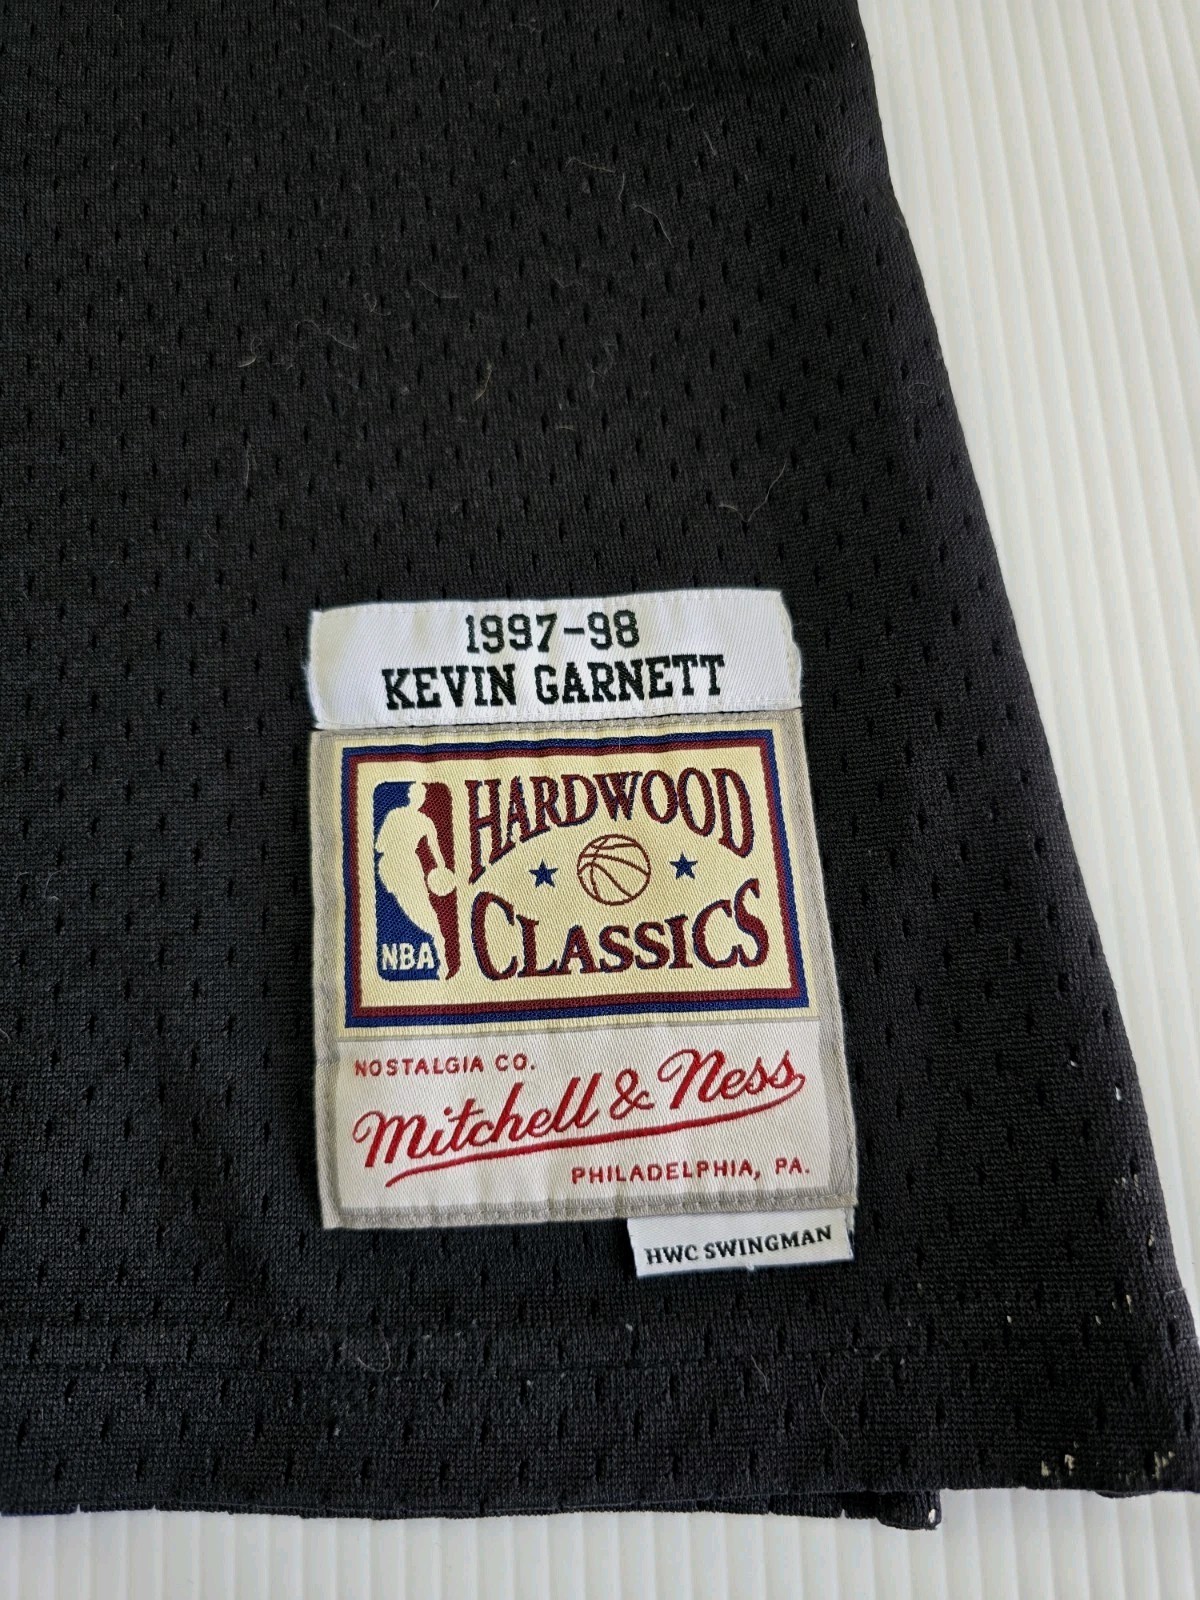 1997-98
KEVIN GARNETT
HARDWOOD
CLASSICS
NBA
NOSTALGIA CO.
Mitchell & Ness
PHILADELPHIA, PA.
HWC SWINGMAN